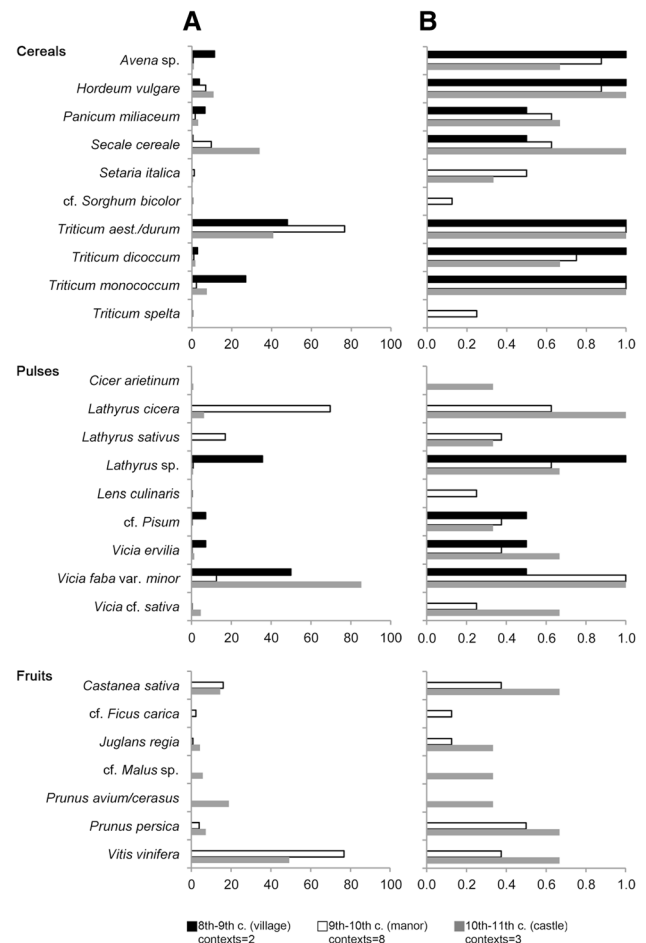 A B
Cereals
Avena sp.
Hordeum vulgare
Panicum miliaceum
Secale cereale
Setaria italica
cf. Sorghum bicolor
Triticum aest./durum
Triticum dicoccum
Triticum monococcum
Triticum spelta
0 20 40 60 80 100 0.0 0.2 0.4 0.6 0.8 1.0
Pulses
Cicer arietinum
Lathyrus cicera
Lathyrus sativus
Lathyrus sp.
Lens culinaris
cf. Pisum
Vicia ervilia
Vicia faba var. minor
Vicia cf. sativa
0 20 40 60 80 100 0.0 0.2 0.4 0.6 0.8 1.0
Fruits
Castanea sativa
cf. Ficus carica
Juglans regia
cf. Malus sp.
Prunus avium/cerasus
Prunus persica
Vitis vinifera
0 20 40 60 80 100 0.0 0.2 0.4 0.6 0.8 1.0
8th-9th c. (village) 9th-10th c. (manor) 10th-11th c. (castle)
contexts=2 contexts=8 contexts=3